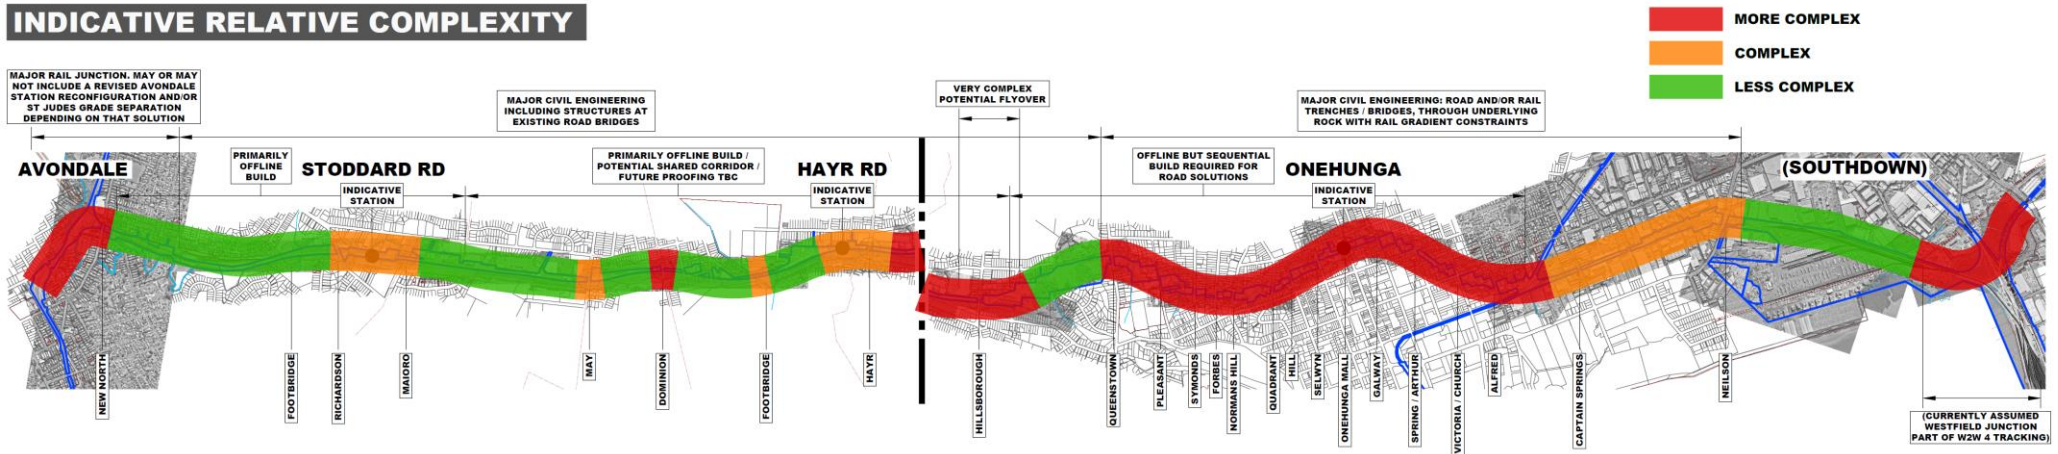 INDICATIVE RELATIVE COMPLEXITY
MORE COMPLEX
COMPLEX
LESS COMPLEX
MAJOR RAIL JUNCTION. MAY OR MAY
NOT INCLUDE A REVISED AVONDALE
STATION RECONFIGURATION AND/OR
ST JUDES GRADE SEPARATION
DEPENDING ON THAT SOLUTION
MAJOR CIVIL ENGINEERING
INCLUDING STRUCTURES AT
EXISTING ROAD BRIDGES
VERY COMPLEX
POTENTIAL FLYOVER
MAJOR CIVIL ENGINEERING: ROAD AND/OR RAIL
TRENCHES / BRIDGES, THROUGH UNDERLYING
ROCK WITH RAIL GRADIENT CONSTRAINTS
AVONDALE
PRIMARILY
OFFLINE
BUILD
STODDARD RD
INDICATIVE
STATION
PRIMARILY OFFLINE BUILD /
POTENTIAL SHARED CORRIDOR /
FUTURE PROOFING TBC
HAYR RD
INDICATIVE
STATION
OFFLINE BUT SEQUENTIAL
BUILD REQUIRED FOR
ROAD SOLUTIONS
ONEHUNGA
INDICATIVE
STATION
(SOUTHDOWN)
NEW NORTH
FOOTBRIDGE
RICHARDSON
MAIORO
MAY
DOMINION
FOOTBRIDGE
HAYR
HILLSBOROUGH
QUEENSTOWN
PLEASANT
SYMONDS
FORBES
NORMANS HILL
QUADRANT
HILL
SELWYN
ONEHUNGA MALL
GALWAY
SPRING / ARTHUR
VICTORIA / CHURCH
ALFRED
CAPTAIN SPRINGS
NEILSON
(CURRENTLY ASSUMED
WESTFIELD JUNCTION
PART OF W2W 4 TRACKING)